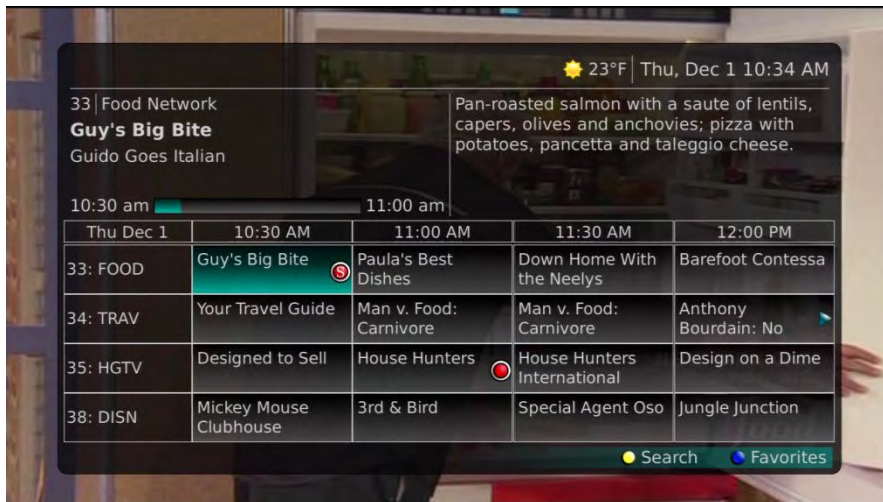 23°F Thu, Dec 1 10:34 AM
33 Food Network
Guy's Big Bite
Guido Goes Italian
Pan-roasted salmon with a saute of lentils,
capers, olives and anchovies; pizza with
potatoes, pancetta and taleggio cheese.
10:30 am 11:00 am
Thu Dec 1 10:30 AM 11:00 AM 11:30 AM 12:00 PM
33: FOOD
Guy's Big Bite
S
Paula's Best
Dishes
Down Home With
the Neelys
Barefoot Contessa
34: TRAV
Your Travel Guide
Man v. Food:
Carnivore
Man v. Food:
Carnivore
Anthony
Bourdain: No
35: HGTV
Designed to Sell
House Hunters
House Hunters
International
Design on a Dime
38: DISN
Mickey Mouse
Clubhouse
3rd & Bird
Special Agent Oso
Jungle Junction
Search Favorites